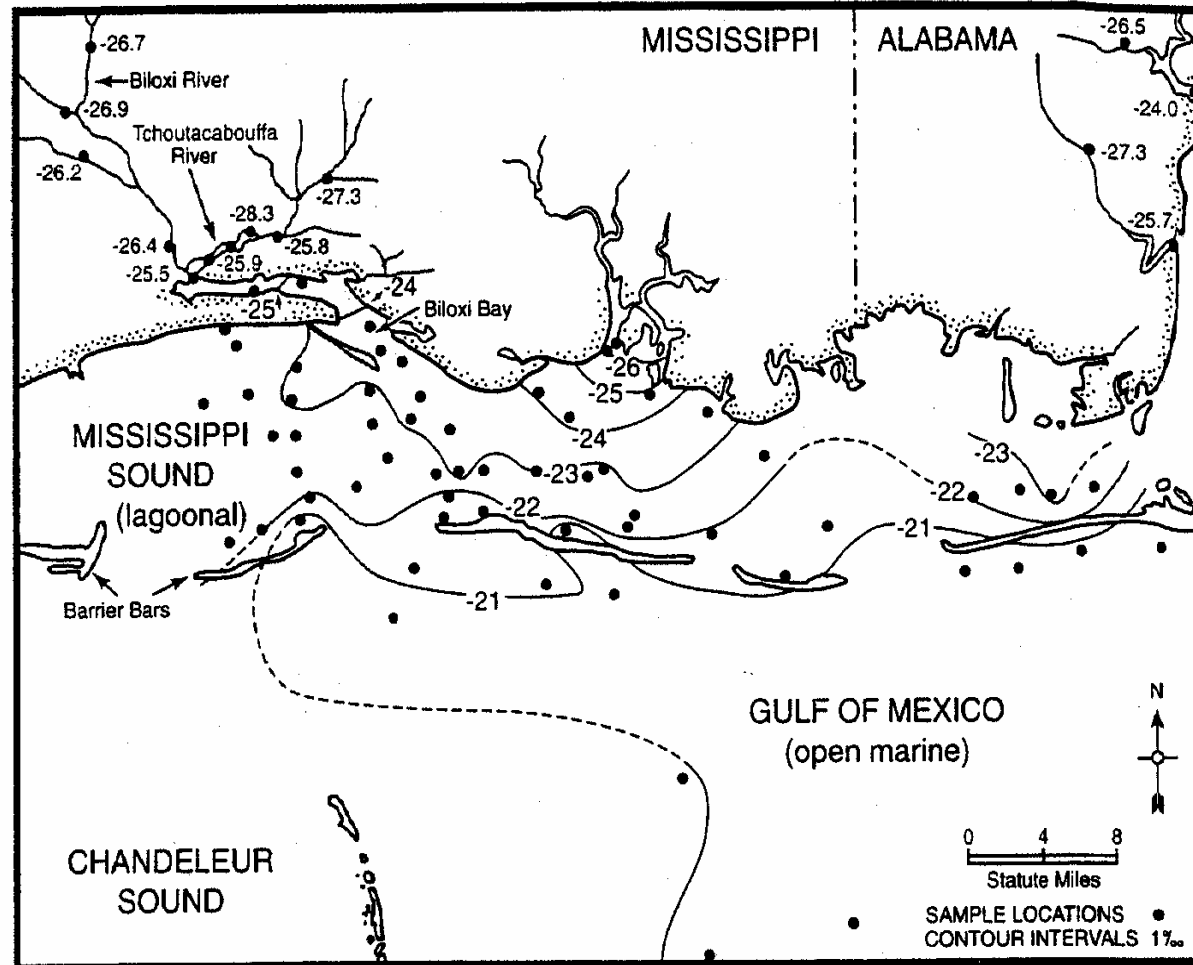 MISSISSIPPI
ALABAMA
-26.5
-26.7
Biloxi River
-24.0
-26.9
Tchoutacabouffa
River
-27.3
-26.2
-27.3
-28.3
-25.7
-26.4
-25.8
-25.9
-25.5
-24
-25
Biloxi Bay
-26
-25
-24
MISSISSIPPI
SOUND
(lagoonal)
-23
-23
-22
-22
-21
Barrier Bars
-21
GULF OF MEXICO
(open marine)
N
0 4 8
Statute Miles
CHANDELEUR
SOUND
SAMPLE LOCATIONS
CONTOUR INTERVALS 1‰